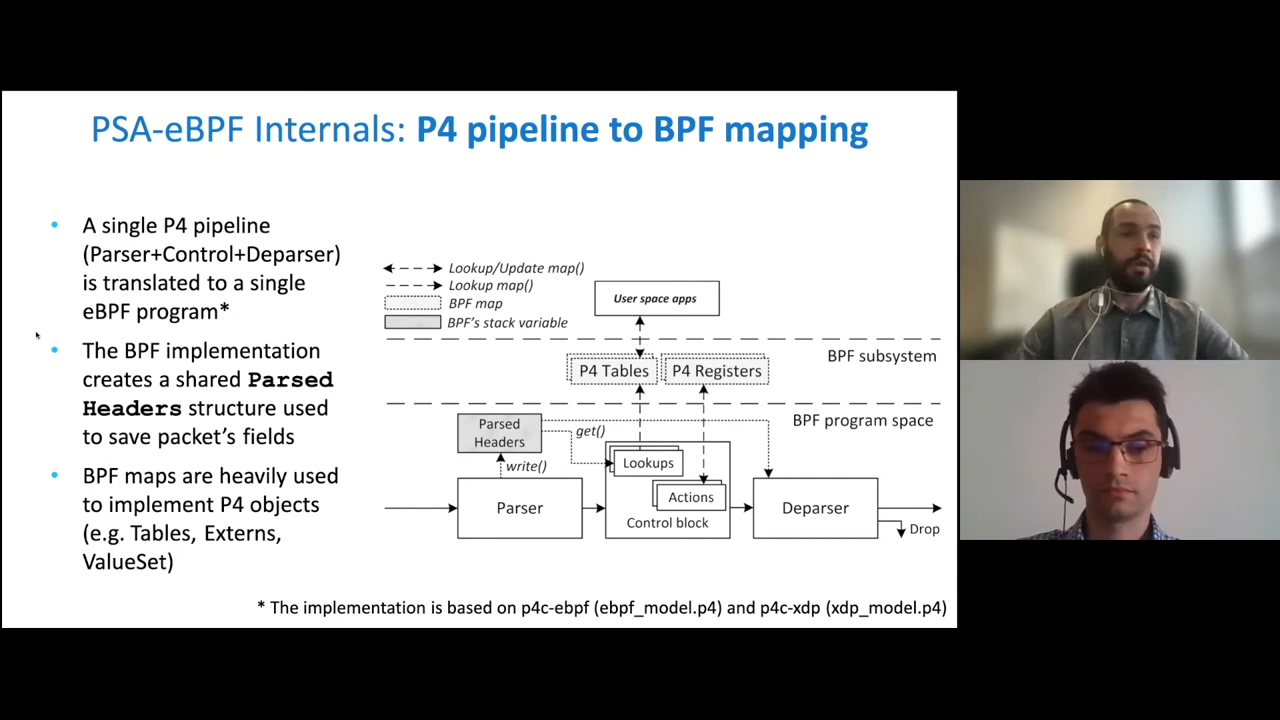 PSA-eBPF Internals: P4 pipeline to BPF mapping
• A single P4 pipeline
(Parser+Control+Deparser)
is translated to a single
eBPF program*
• The BPF implementation
creates a shared Parsed
Headers structure used
to save packet's fields
• BPF maps are heavily used
to implement P4 objects
(e.g. Tables, Externs,
ValueSet)
Lookup/Update map()
Lookup map()
BPF map
BPF's stack variable
User space apps
BPF subsystem
P4 Tables
P4 Registers
BPF program space
Parsed
Headers
get()
write()
Lookups
Parser
Actions
Control block
Deparser
Drop
* The implementation is based on p4c-ebpf (ebpf_model.p4) and p4c-xdp (xdp_model.p4)